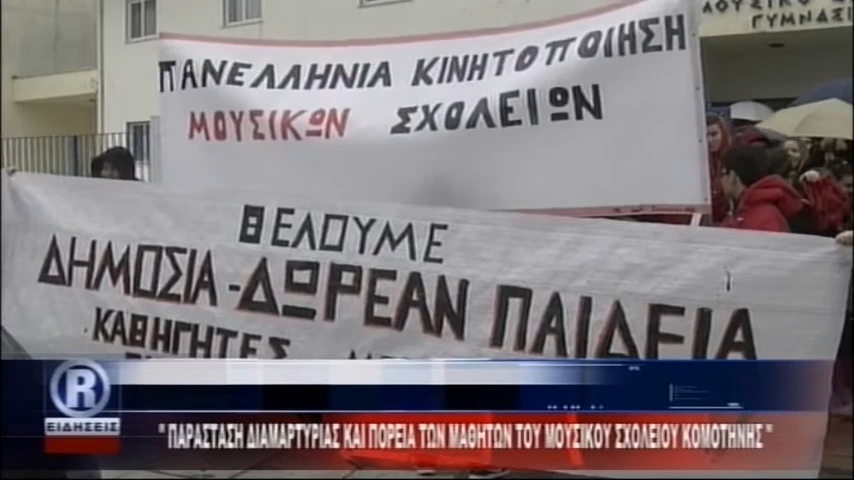 ΜΟΥΣΙΚΟ
ΓΥΜΝΑΣΙ
ΠΑΝΕΛΛΗΝΙΑ ΚΙΝΗΤΟΠΟΙΗΣΗ
ΜΟΥΣΙΚΩΝ ΣΧΟΛΕΙΩΝ
ΘΕΛΟΥΜΕ
ΔΗΜΟΣΙΑ - ΔΩΡΕΑΝ ΠΑΙΔΕΙΑ
ΚΑΘΗΓΗΤΕΣ
R
ΕΙΔΗΣΕΙΣ
" ΠΑΡΑΣΤΑΣΗ ΔΙΑΜΑΡΤΥΡΙΑΣ ΚΑΙ ΠΟΡΕΙΑ ΤΩΝ ΜΑΘΗΤΩΝ ΤΟΥ ΜΟΥΣΙΚΟΥ ΣΧΟΛΕΙΟΥ ΚΟΜΟΤΗΝΗΣ "